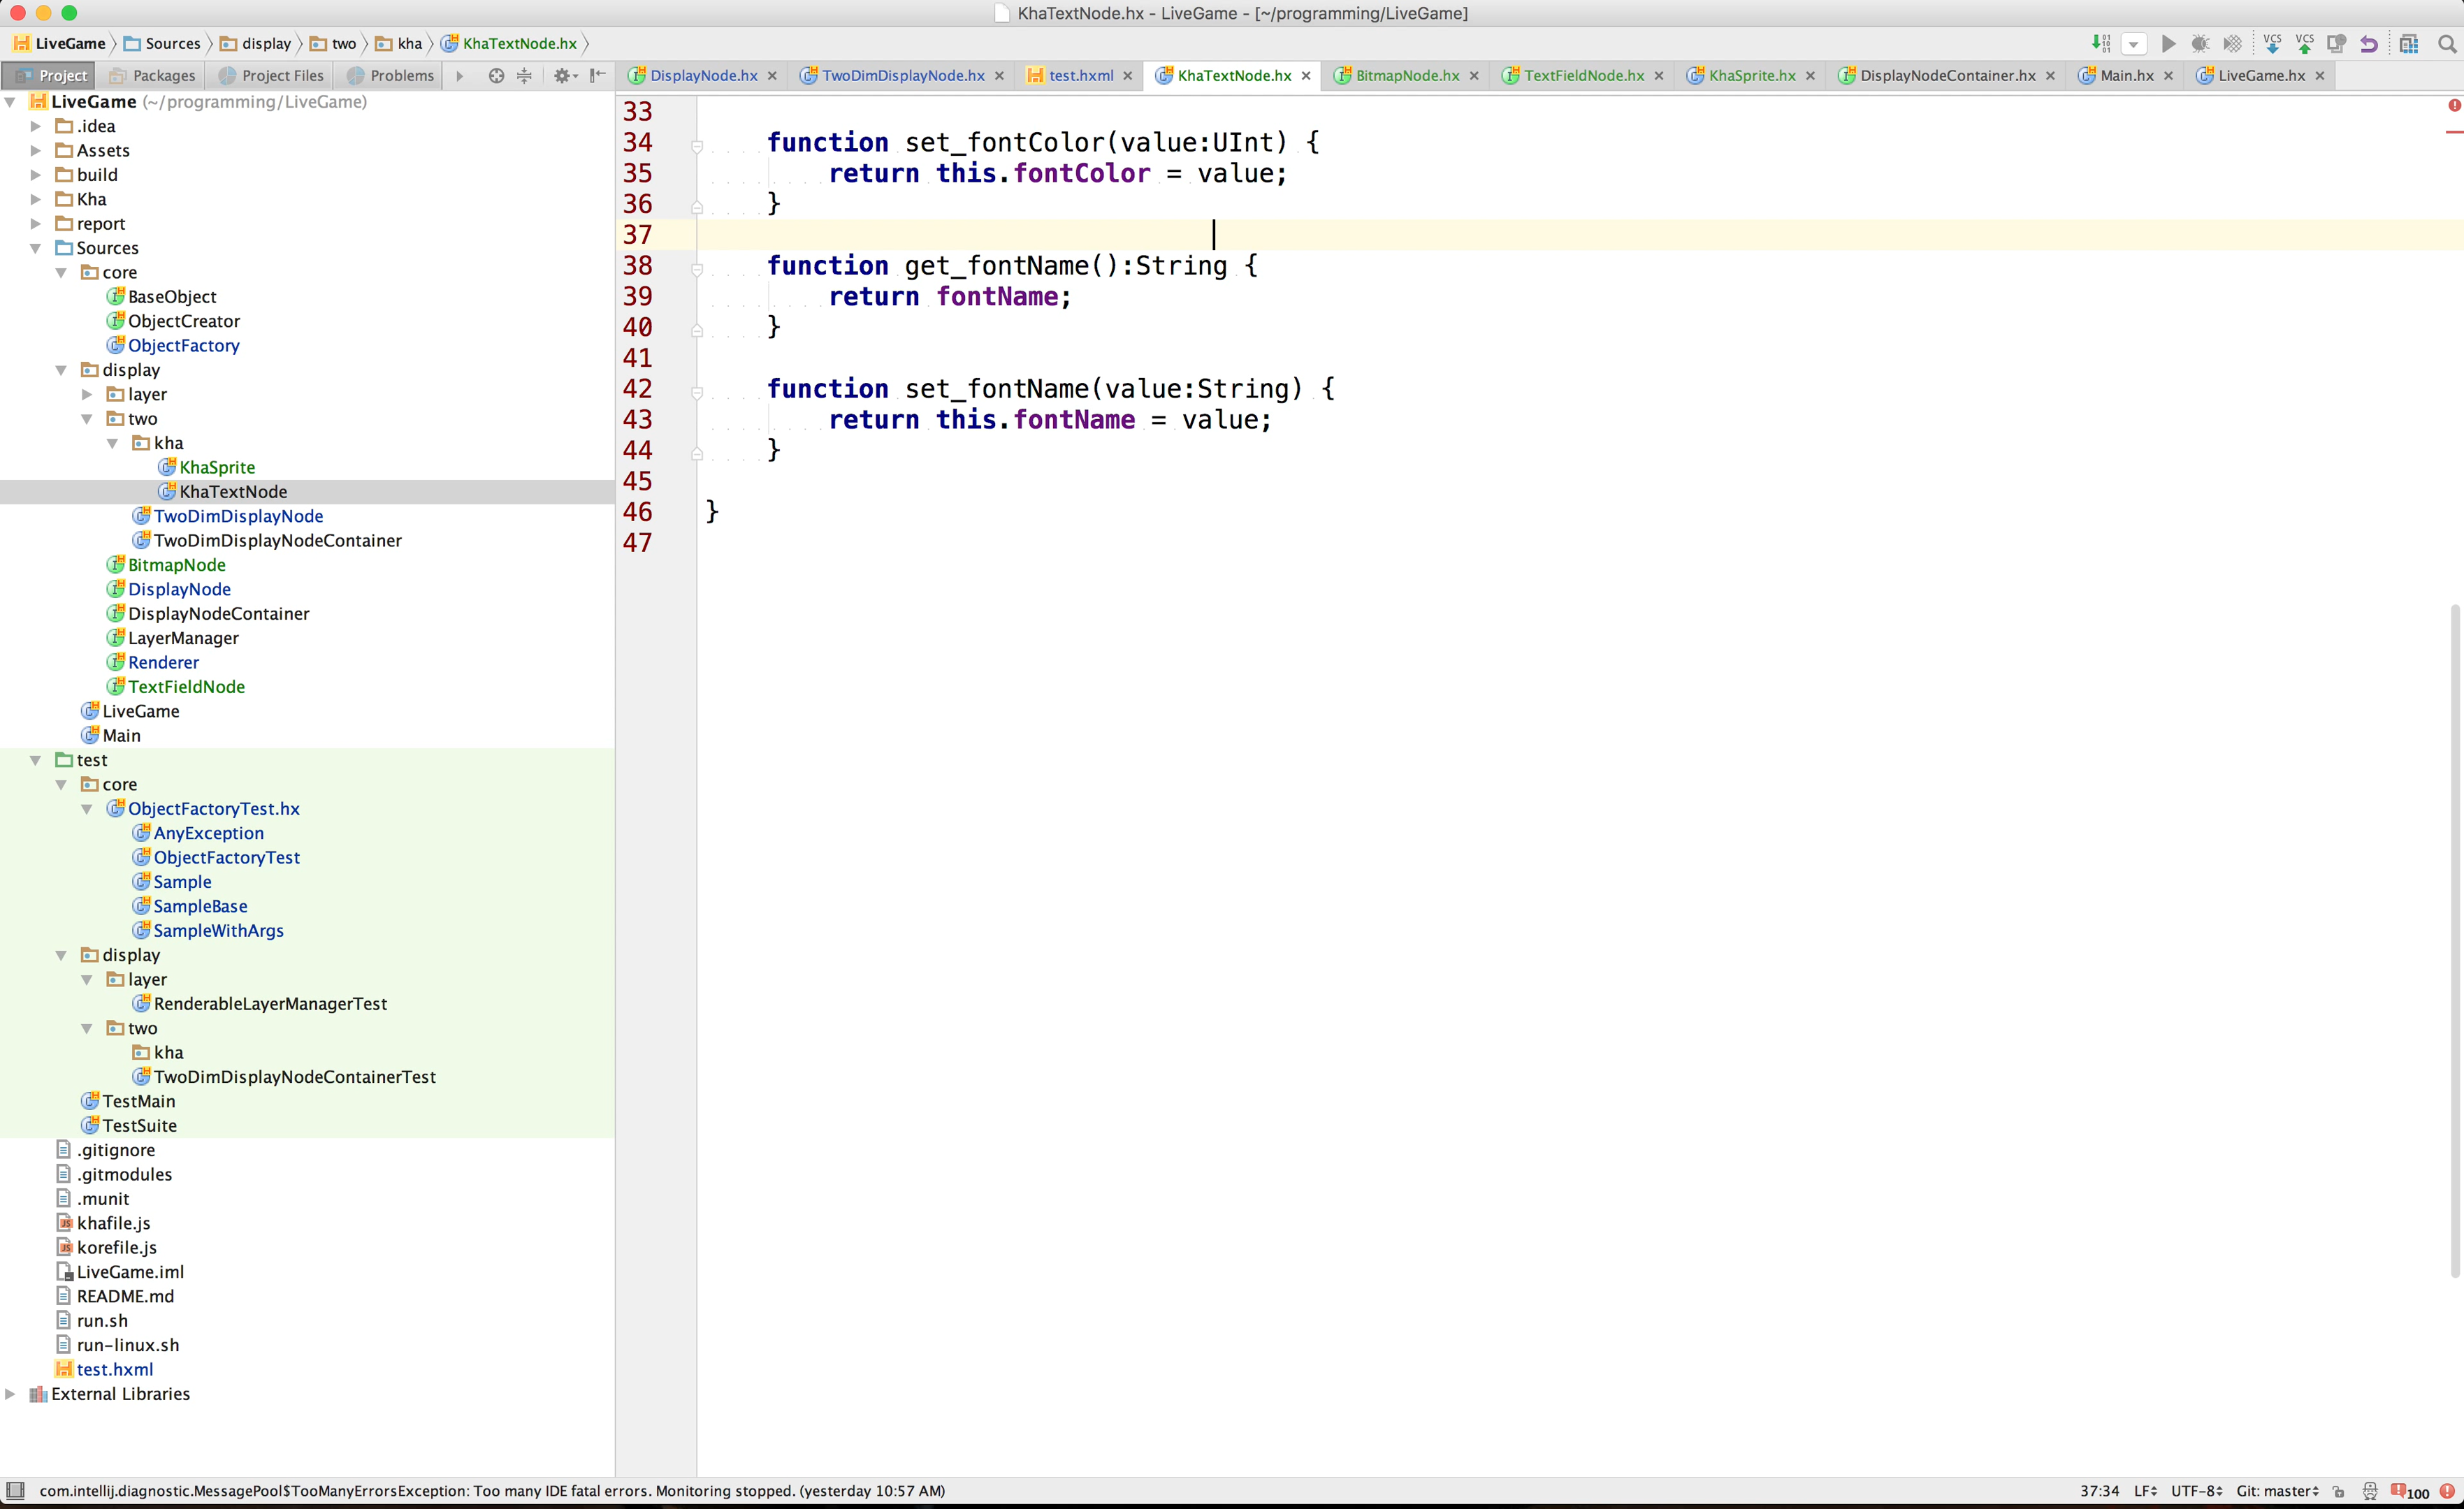 KhaTextNode.hx - LiveGame - [~/programming/LiveGame]
LiveGame Sources display two kha KhaTextNode.hx
VCS VCS
Project Packages Project Files Problems
DisplayNode.hx TwoDimDisplayNode.hx test.hxml KhaTextNode.hx BitmapNode.hx TextFieldNode.hx KhaSprite.hx DisplayNodeContainer.hx Main.hx LiveGame.hx
LiveGame (~/programming/LiveGame)
.idea
Assets
build
Kha
report
Sources
core
BaseObject
ObjectCreator
ObjectFactory
display
layer
two
kha
KhaSprite
KhaTextNode
TwoDimDisplayNode
TwoDimDisplayNodeContainer
BitmapNode
DisplayNode
DisplayNodeContainer
LayerManager
Renderer
TextFieldNode
LiveGame
Main
test
core
ObjectFactoryTest.hx
AnyException
ObjectFactoryTest
Sample
SampleBase
SampleWithArgs
display
layer
RenderableLayerManagerTest
two
kha
TwoDimDisplayNodeContainerTest
TestMain
TestSuite
.gitignore
.gitmodules
.munit
khafile.js
korefile.js
LiveGame.iml
README.md
run.sh
run-linux.sh
test.hxml
External Libraries
33
34 function set_fontColor(value:UInt) {
35 return this.fontColor = value;
36 }
37
38 function get_fontName():String {
39 return fontName;
40 }
41
42 function set_fontName(value:String) {
43 return this.fontName = value;
44 }
45
46 }
47
com.intellij.diagnostic.MessagePool$TooManyErrorsException: Too many IDE fatal errors. Monitoring stopped. (yesterday 10:57 AM)
37:34 LF UTF-8 Git: master 100